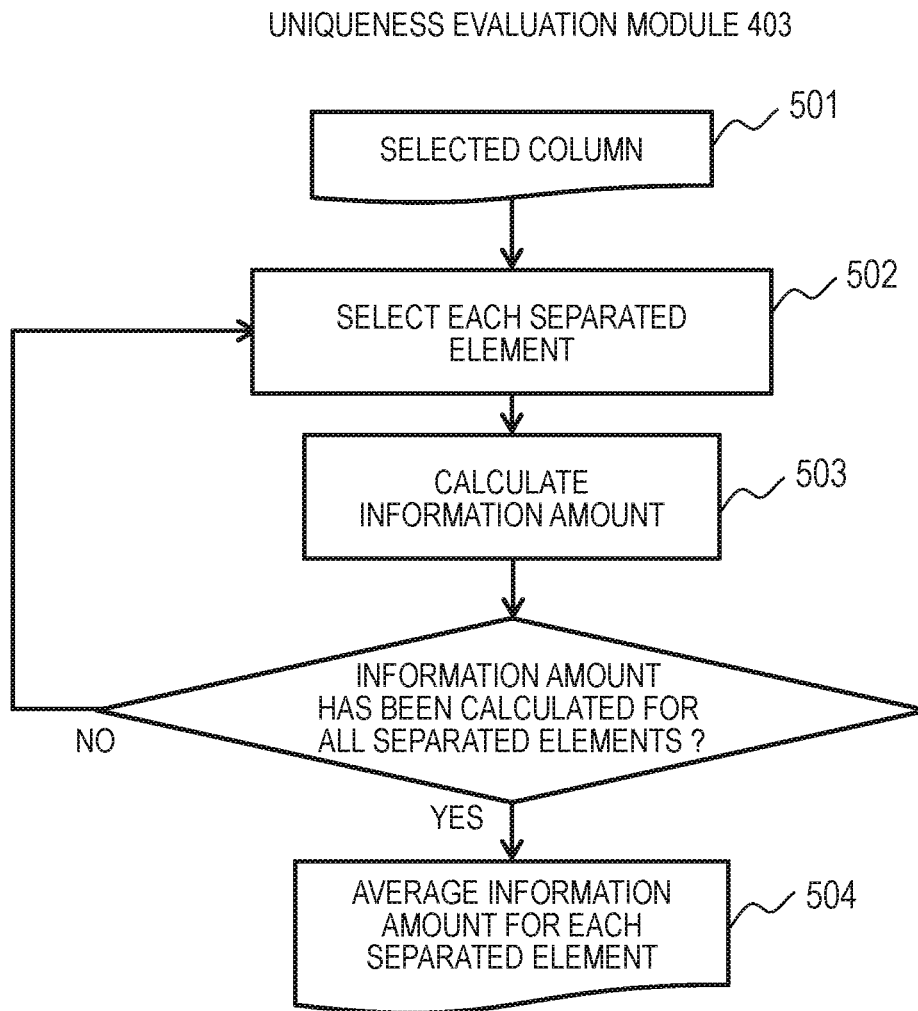 UNIQUENESS EVALUATION MODULE 403
501
SELECTED COLUMN
502
SELECT EACH SEPARATED
ELEMENT
503
CALCULATE
INFORMATION AMOUNT
INFORMATION AMOUNT
HAS BEEN CALCULATED FOR
ALL SEPARATED ELEMENTS ?
NO
YES
504
AVERAGE INFORMATION
AMOUNT FOR EACH
SEPARATED ELEMENT